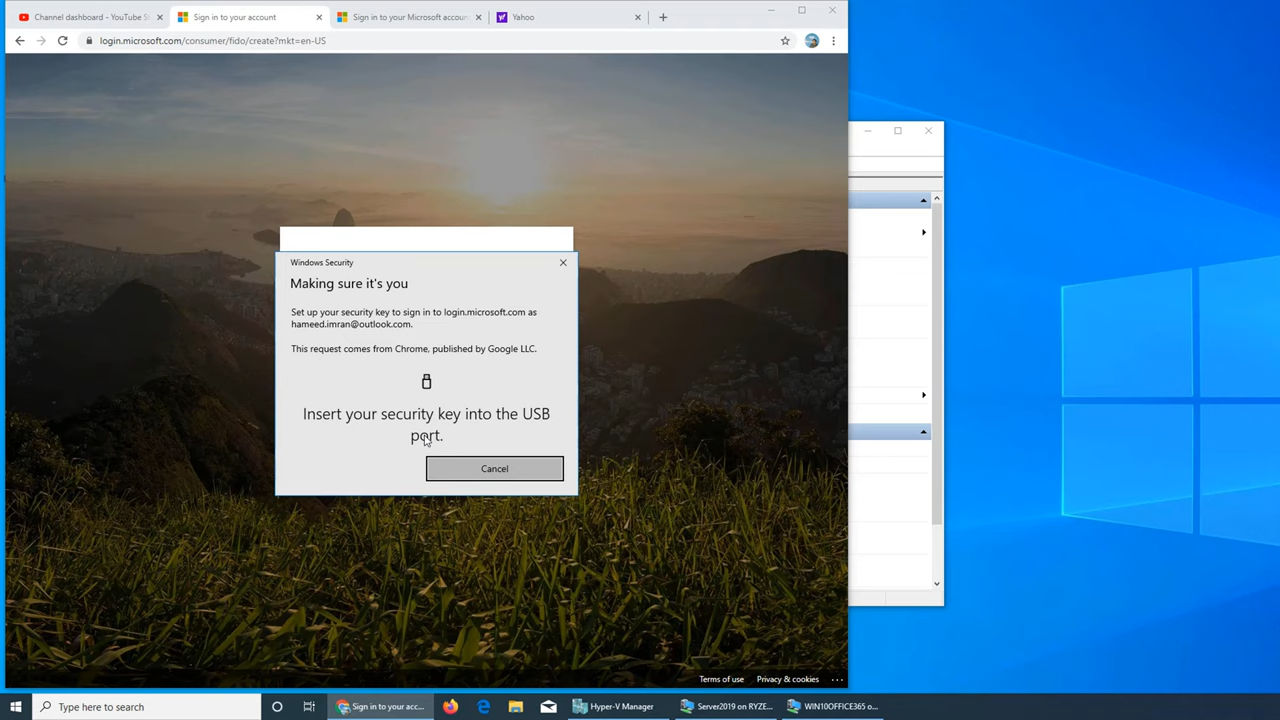 Channel dashboard - YouTube St
Sign in to your account
Sign in to your Microsoft accoun
Yahoo
login.microsoft.com/consumer/fido/create?mkt=en-US
Windows Security
Making sure it's you
Set up your security key to sign in to login.microsoft.com as
hameed.imran@outlook.com.
This request comes from Chrome, published by Google LLC.
Insert your security key into the USB
port.
Cancel
Terms of use
Privacy & cookies
Type here to search
Sign in to your acc...
Hyper-V Manager
Server2019 on RYZE...
WIN10OFFICE365 o...